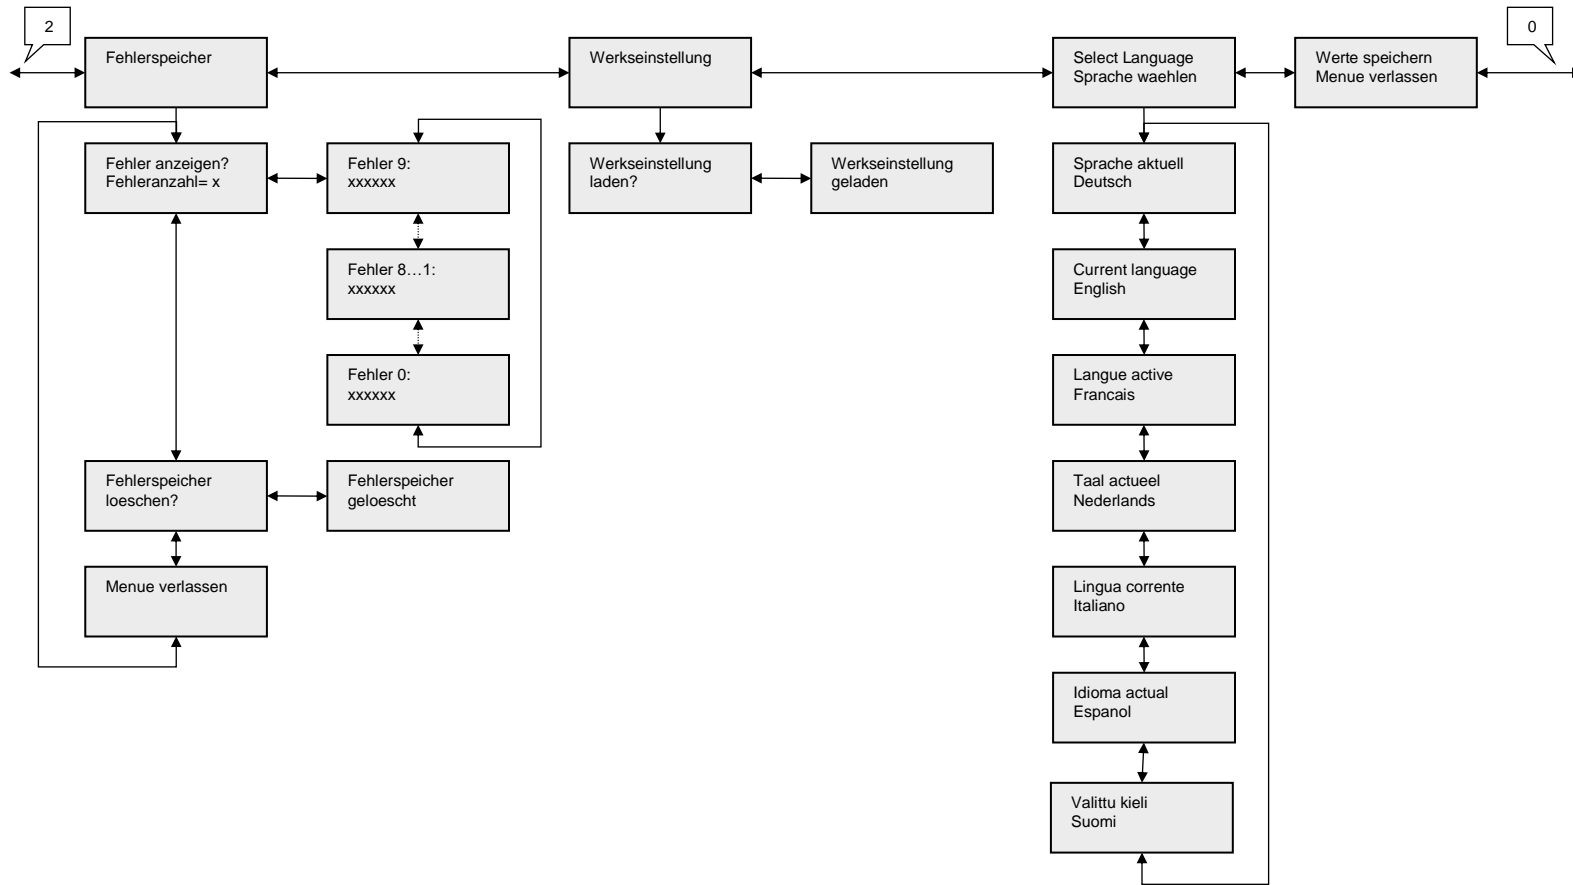 2
0
Fehlerspeicher
Werkseinstellung
Select Language
Sprache waehlen
Werte speichern
Menue verlassen
Fehler anzeigen?
Fehleranzahl= x
Fehler 9:
xxxxxx
Werkseinstellung
laden?
Werkseinstellung
geladen
Sprache aktuell
Deutsch
Fehler 8…1:
xxxxxx
Current language
English
Fehler 0:
xxxxxx
Langue active
Francais
Fehlerspeicher
loeschen?
Fehlerspeicher
geloescht
Taal actueel
Nederlands
Menue verlassen
Lingua corrente
Italiano
Idioma actual
Espanol
Valittu kieli
Suomi